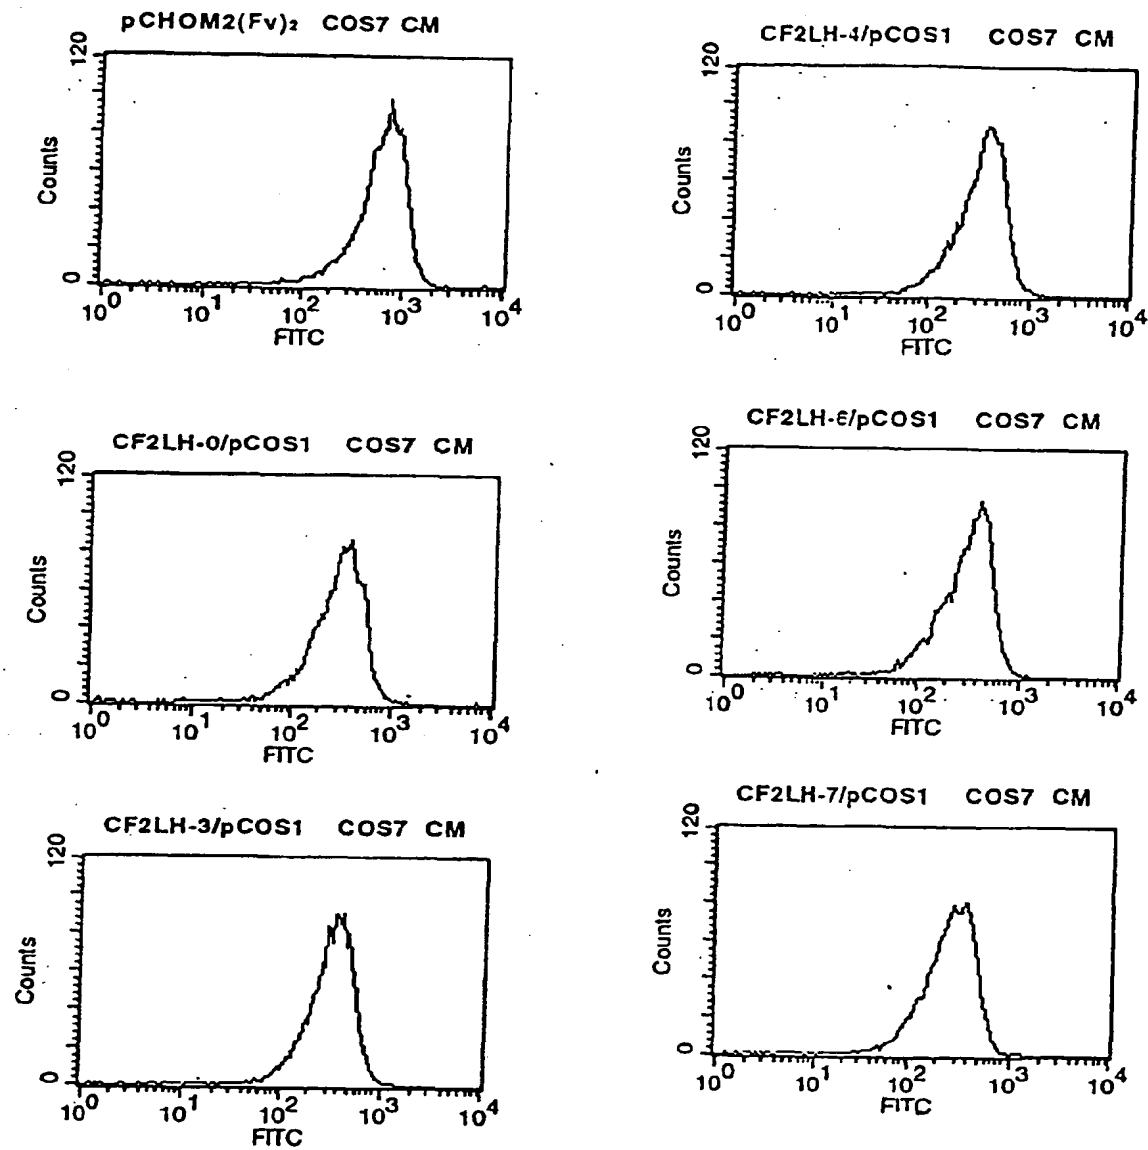 pCHOM2(Fv)₂ COS7 CM
120
Counts
0
10⁰ 10¹ 10² 10³ 10⁴
FITC
CF2LH-0/pCOS1 COS7 CM
120
Counts
0
10⁰ 10¹ 10² 10³ 10⁴
FITC
CF2LH-3/pCOS1 COS7 CM
120
Counts
0
10⁰ 10¹ 10² 10³ 10⁴
FITC
CF2LH-4/pCOS1 COS7 CM
120
Counts
0
10⁰ 10¹ 10² 10³ 10⁴
FITC
CF2LH-6/pCOS1 COS7 CM
120
Counts
0
10⁰ 10¹ 10² 10³ 10⁴
FITC
CF2LH-7/pCOS1 COS7 CM
120
Counts
0
10⁰ 10¹ 10² 10³ 10⁴
FITC